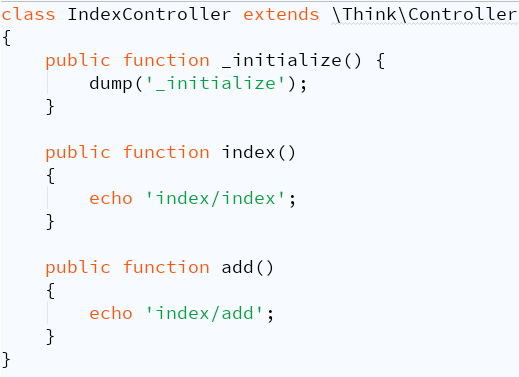 class IndexController extends \Think\Controller
{
    public function _initialize() {
        dump('_initialize');
    }

    public function index()
    {
        echo 'index/index';
    }

    public function add()
    {
        echo 'index/add';
    }
}